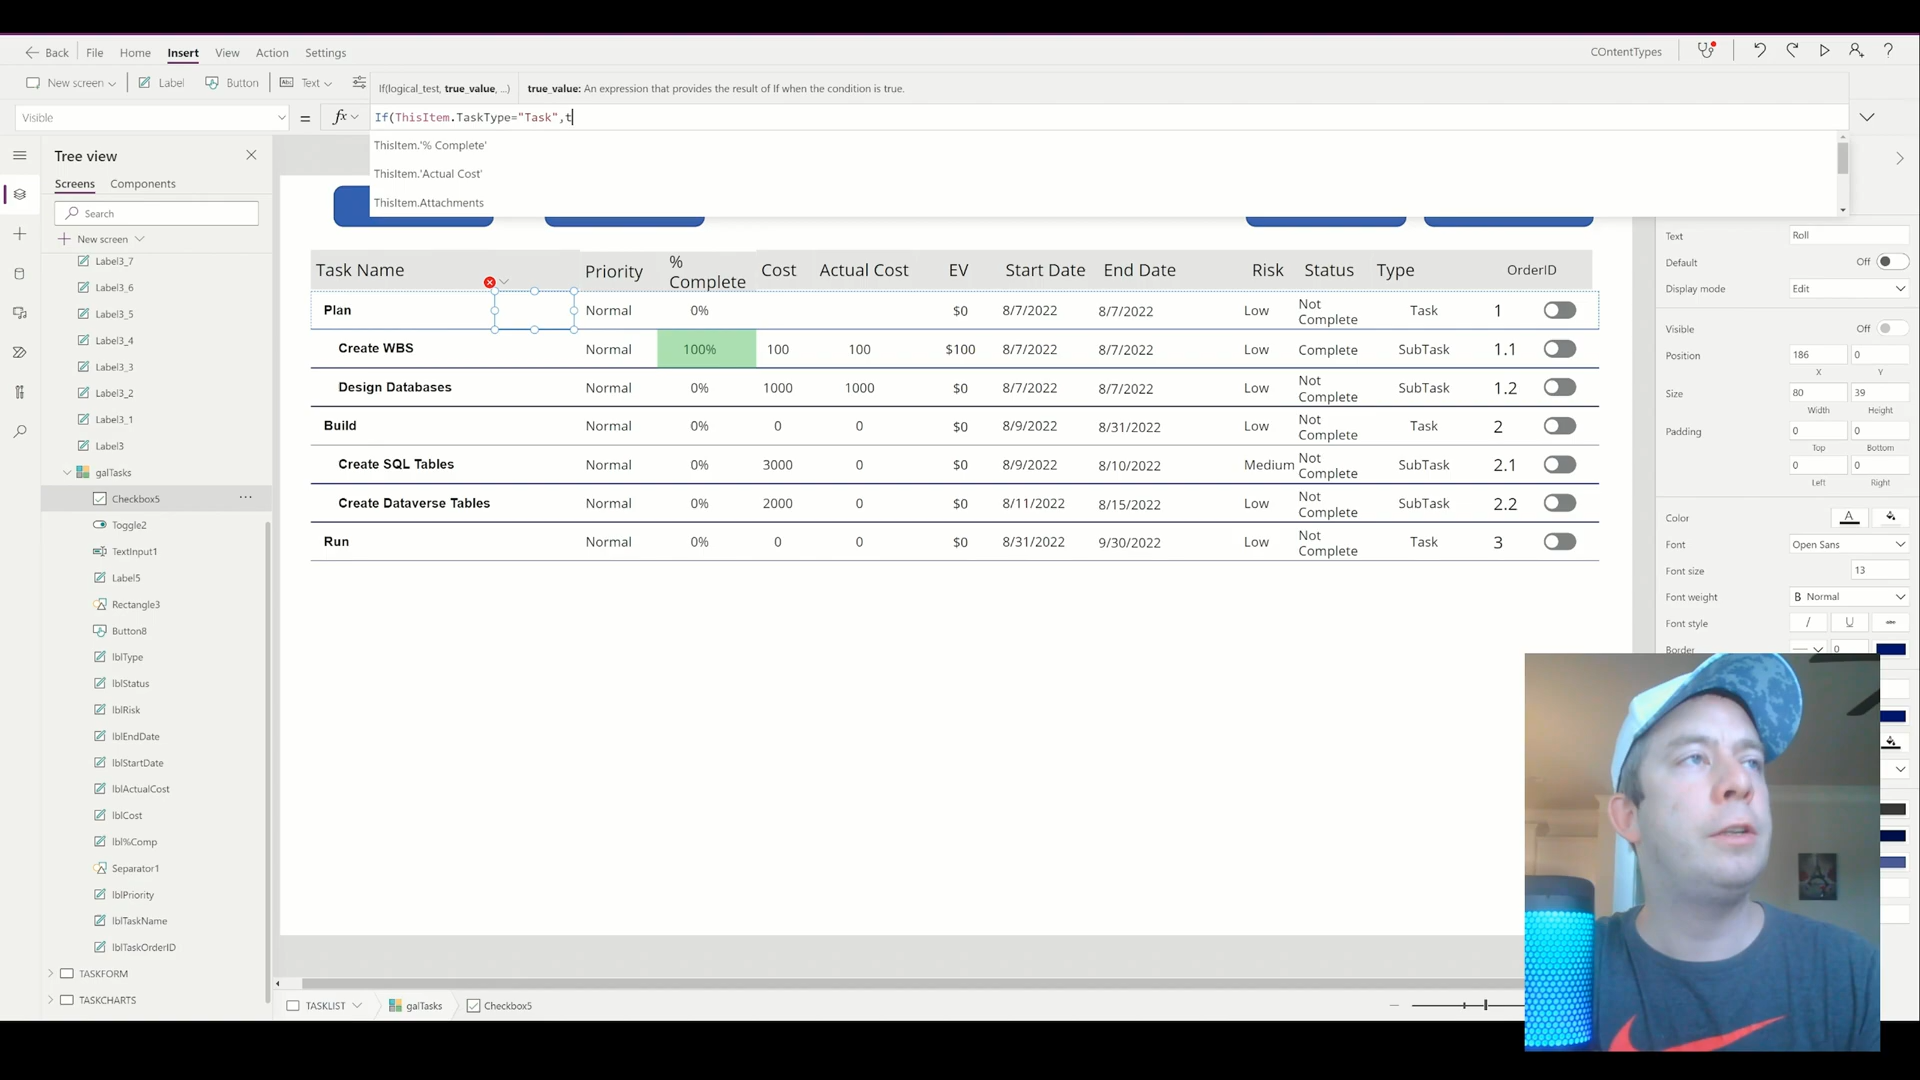 Back File Home Insert View Action Settings COntentTypes
New screen Label Button Text
If(logical_test, true_value, ...) true_value: An expression that provides the result of If when the condition is true.
Visible = fx If(ThisItem.TaskType="Task",t
ThisItem.'% Complete'
ThisItem.'Actual Cost'
ThisItem.Attachments
Tree view
Screens Components
Search
New screen
Label3_7
Label3_6
Label3_5
Label3_4
Label3_3
Label3_2
Label3_1
Label3
galTasks
Checkbox5 ...
Toggle2
TextInput1
Label5
Rectangle3
Button8
lblType
lblStatus
lblRisk
lblEndDate
lblStartDate
lblActualCost
lblCost
lbl%Comp
Separator1
lblPriority
lblTaskName
lblTaskOrderID
TASKFORM
TASKCHARTS
Task Name Priority % Complete Cost Actual Cost EV Start Date End Date Risk Status Type OrderID
Plan Normal 0% $0 8/7/2022 8/7/2022 Low Not Complete Task 1
Create WBS Normal 100% 100 100 $100 8/7/2022 8/7/2022 Low Complete SubTask 1.1
Design Databases Normal 0% 1000 1000 $0 8/7/2022 8/7/2022 Low Not Complete SubTask 1.2
Build Normal 0% 0 0 $0 8/9/2022 8/31/2022 Low Not Complete Task 2
Create SQL Tables Normal 0% 3000 0 $0 8/9/2022 8/10/2022 Medium Not Complete SubTask 2.1
Create Dataverse Tables Normal 0% 2000 0 $0 8/11/2022 8/15/2022 Low Not Complete SubTask 2.2
Run Normal 0% 0 0 $0 8/31/2022 9/30/2022 Low Not Complete Task 3
TASKLIST galTasks Checkbox5
Text Roll
Default Off
Display mode Edit
Visible Off
Position 186 0
X Y
Size 80 39
Width Height
Padding 0 0
Top Bottom
0 0
Left Right
Color A
Font Open Sans
Font size 13
Font weight B Normal
Font style / U abc
Border 0